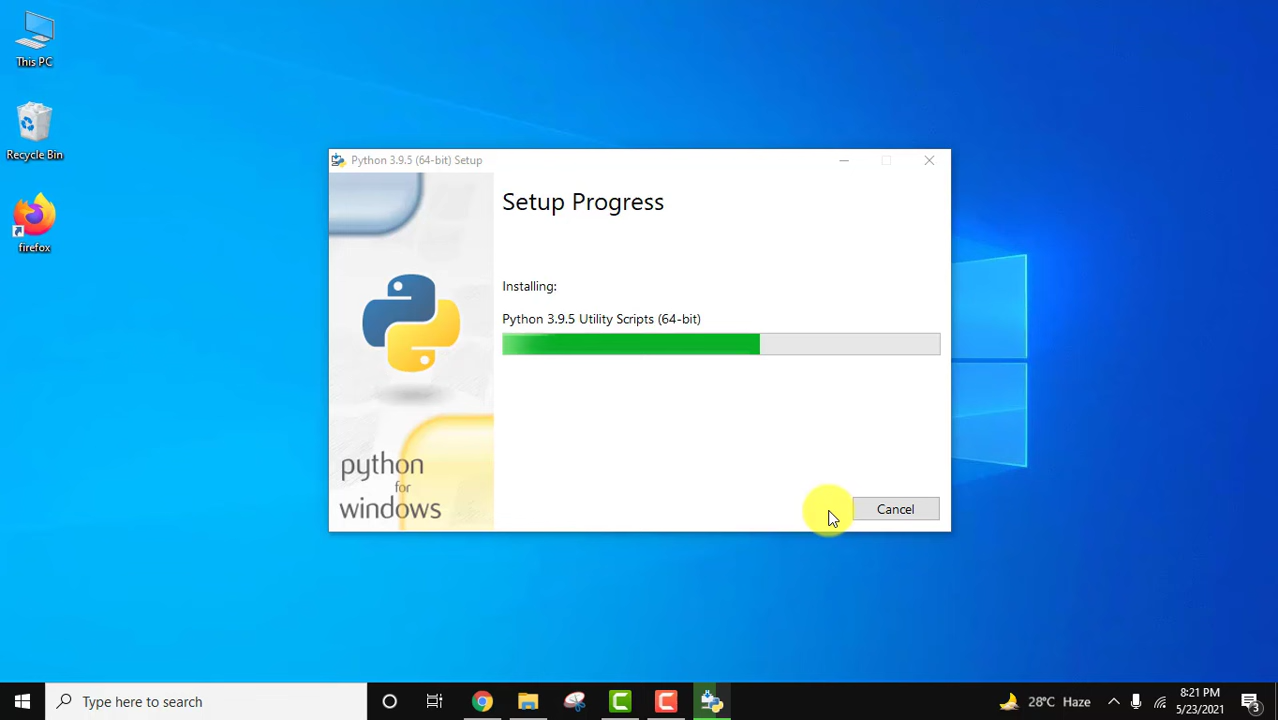 This PC
Recycle Bin
firefox
Python 3.9.5 (64-bit) Setup
Setup Progress
Installing:
Python 3.9.5 Utility Scripts (64-bit)
python
for
windows
Cancel
Type here to search
28°C Haze
8:21 PM
5/23/2021
3